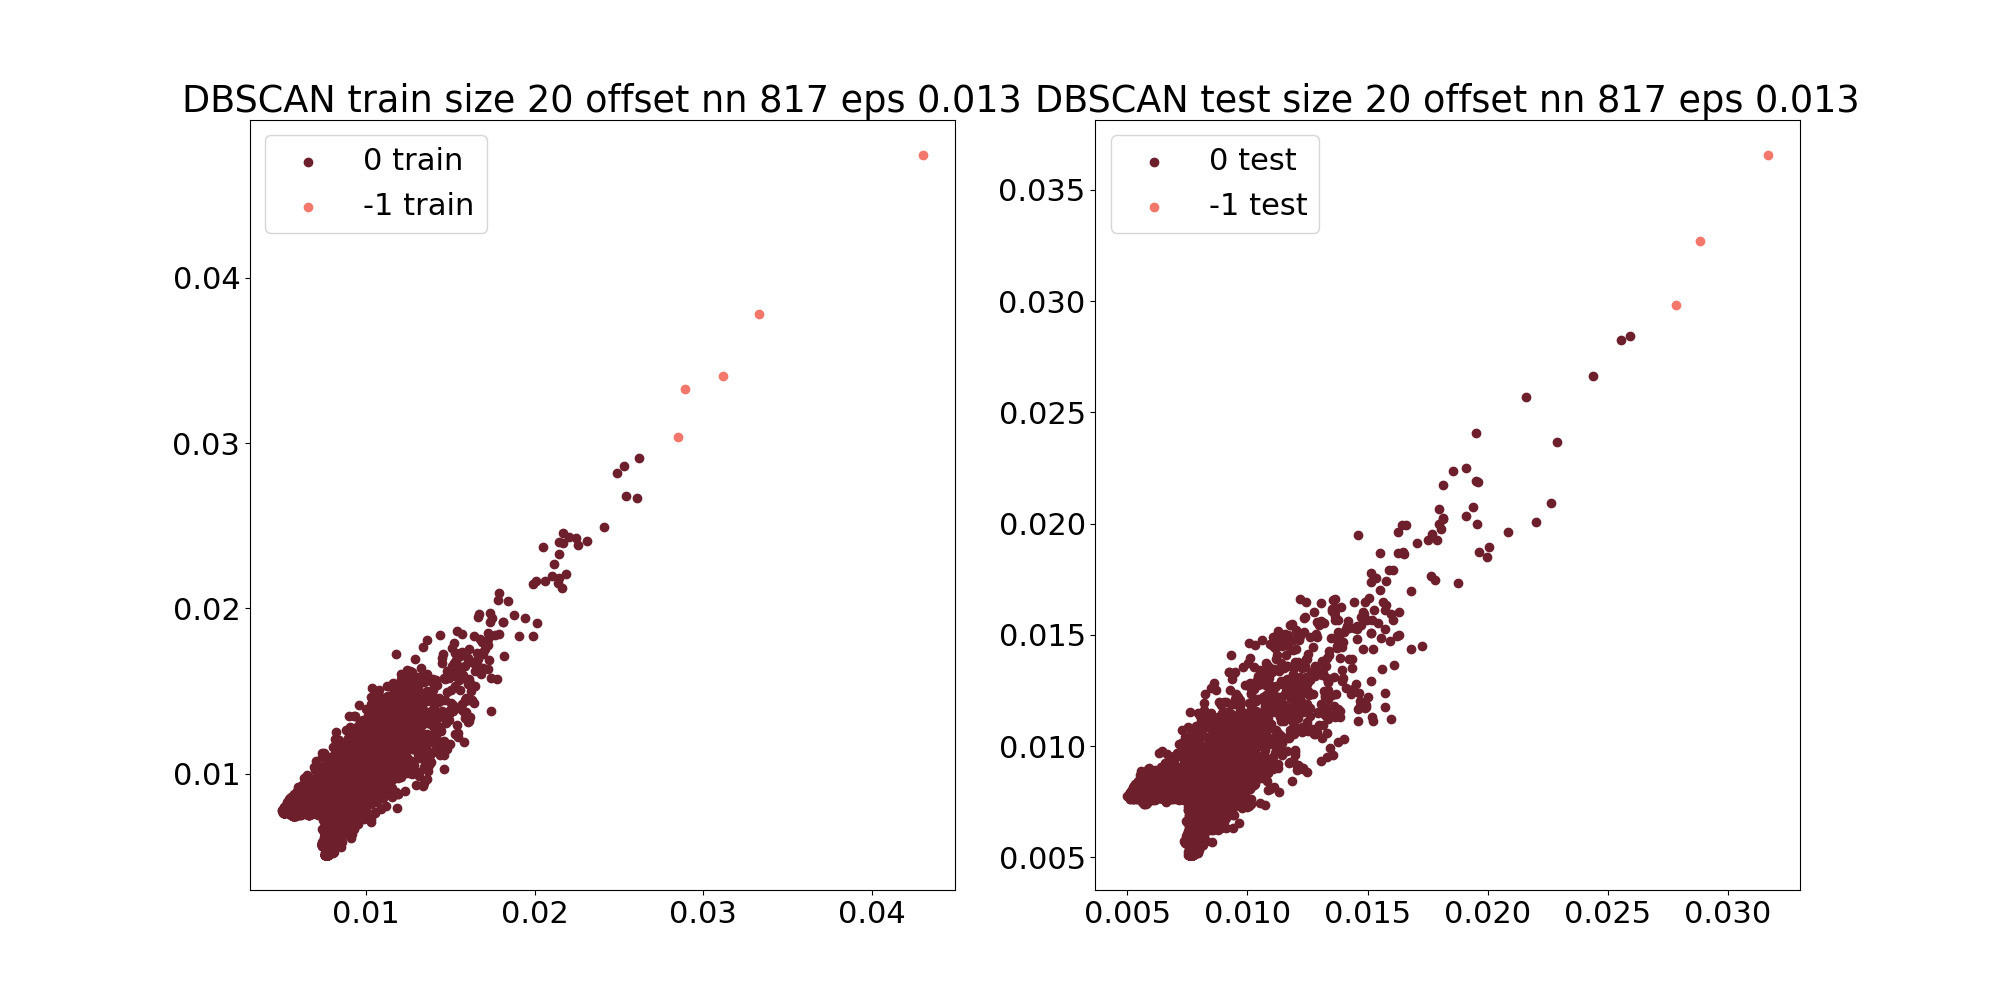 DBSCAN train size 20 offset nn 817 eps 0.013
0 train
-1 train
0.04
0.03
0.02
0.01
0.01 0.02 0.03 0.04
DBSCAN test size 20 offset nn 817 eps 0.013
0 test
-1 test
0.035
0.030
0.025
0.020
0.015
0.010
0.005
0.005 0.010 0.015 0.020 0.025 0.030